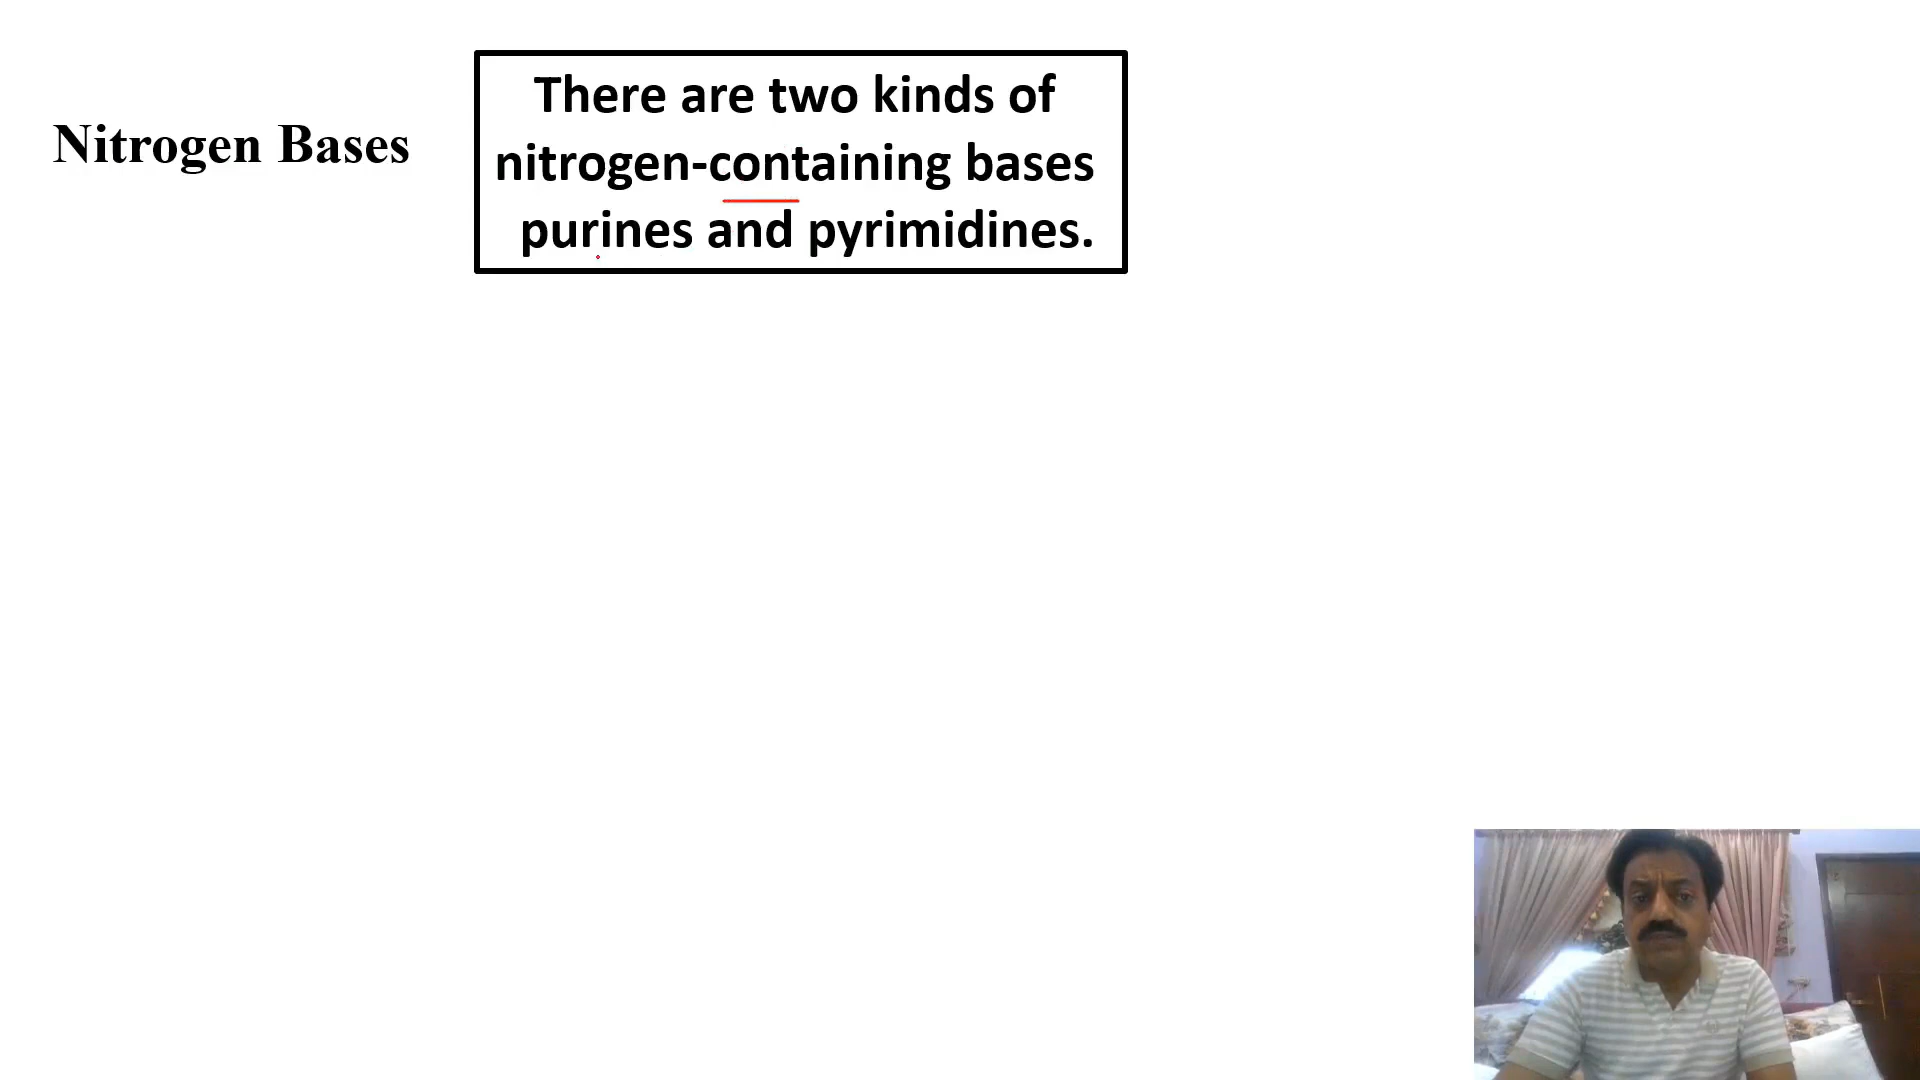 Nitrogen Bases
There are two kinds of
nitrogen-containing bases
purines and pyrimidines.